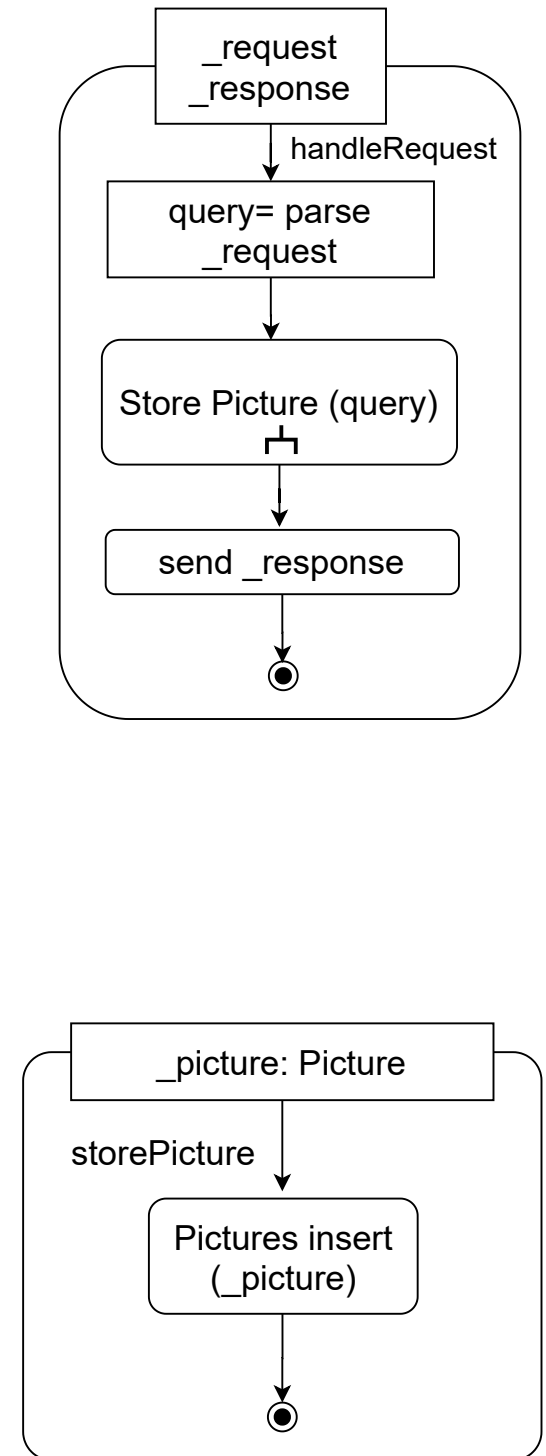 _request
_response
handleRequest
query= parse
_request
Store Picture (query)
send _response
_picture: Picture
storePicture
Pictures insert
(_picture)